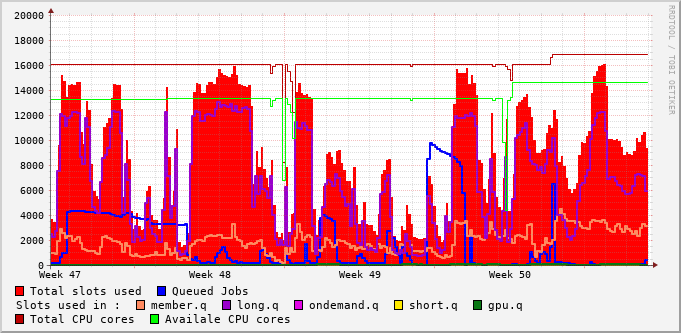 20000
18000
16000
14000
12000
10000
8000
6000
4000
2000
0
Week 47 Week 48 Week 49 Week 50
RRDTOOL / TOBI OETIKER
Total slots used Queued Jobs
Slots used in : member.q long.q ondemand.q short.q gpu.q
Total CPU cores Availale CPU cores